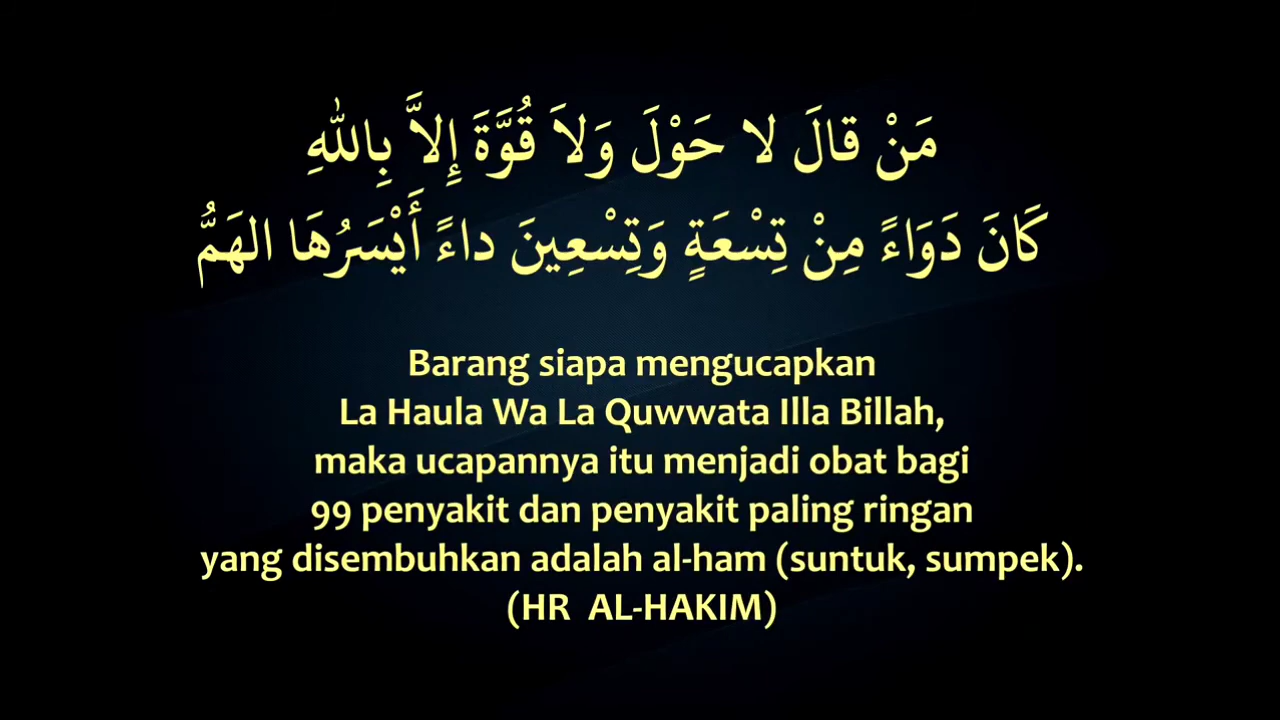 مَنْ قالَ لا حَوْلَ وَلاَ قُوَّةَ إِلاَّ بِاللهِ
كَانَ دَوَاءً مِنْ تِسْعَةٍ وَتِسْعِينَ داءً أَيْسَرُهَا الهَمُّ
Barang siapa mengucapkan
La Haula Wa La Quwwata Illa Billah,
maka ucapannya itu menjadi obat bagi
99 penyakit dan penyakit paling ringan
yang disembuhkan adalah al-ham (suntuk, sumpek).
(HR  AL-HAKIM)